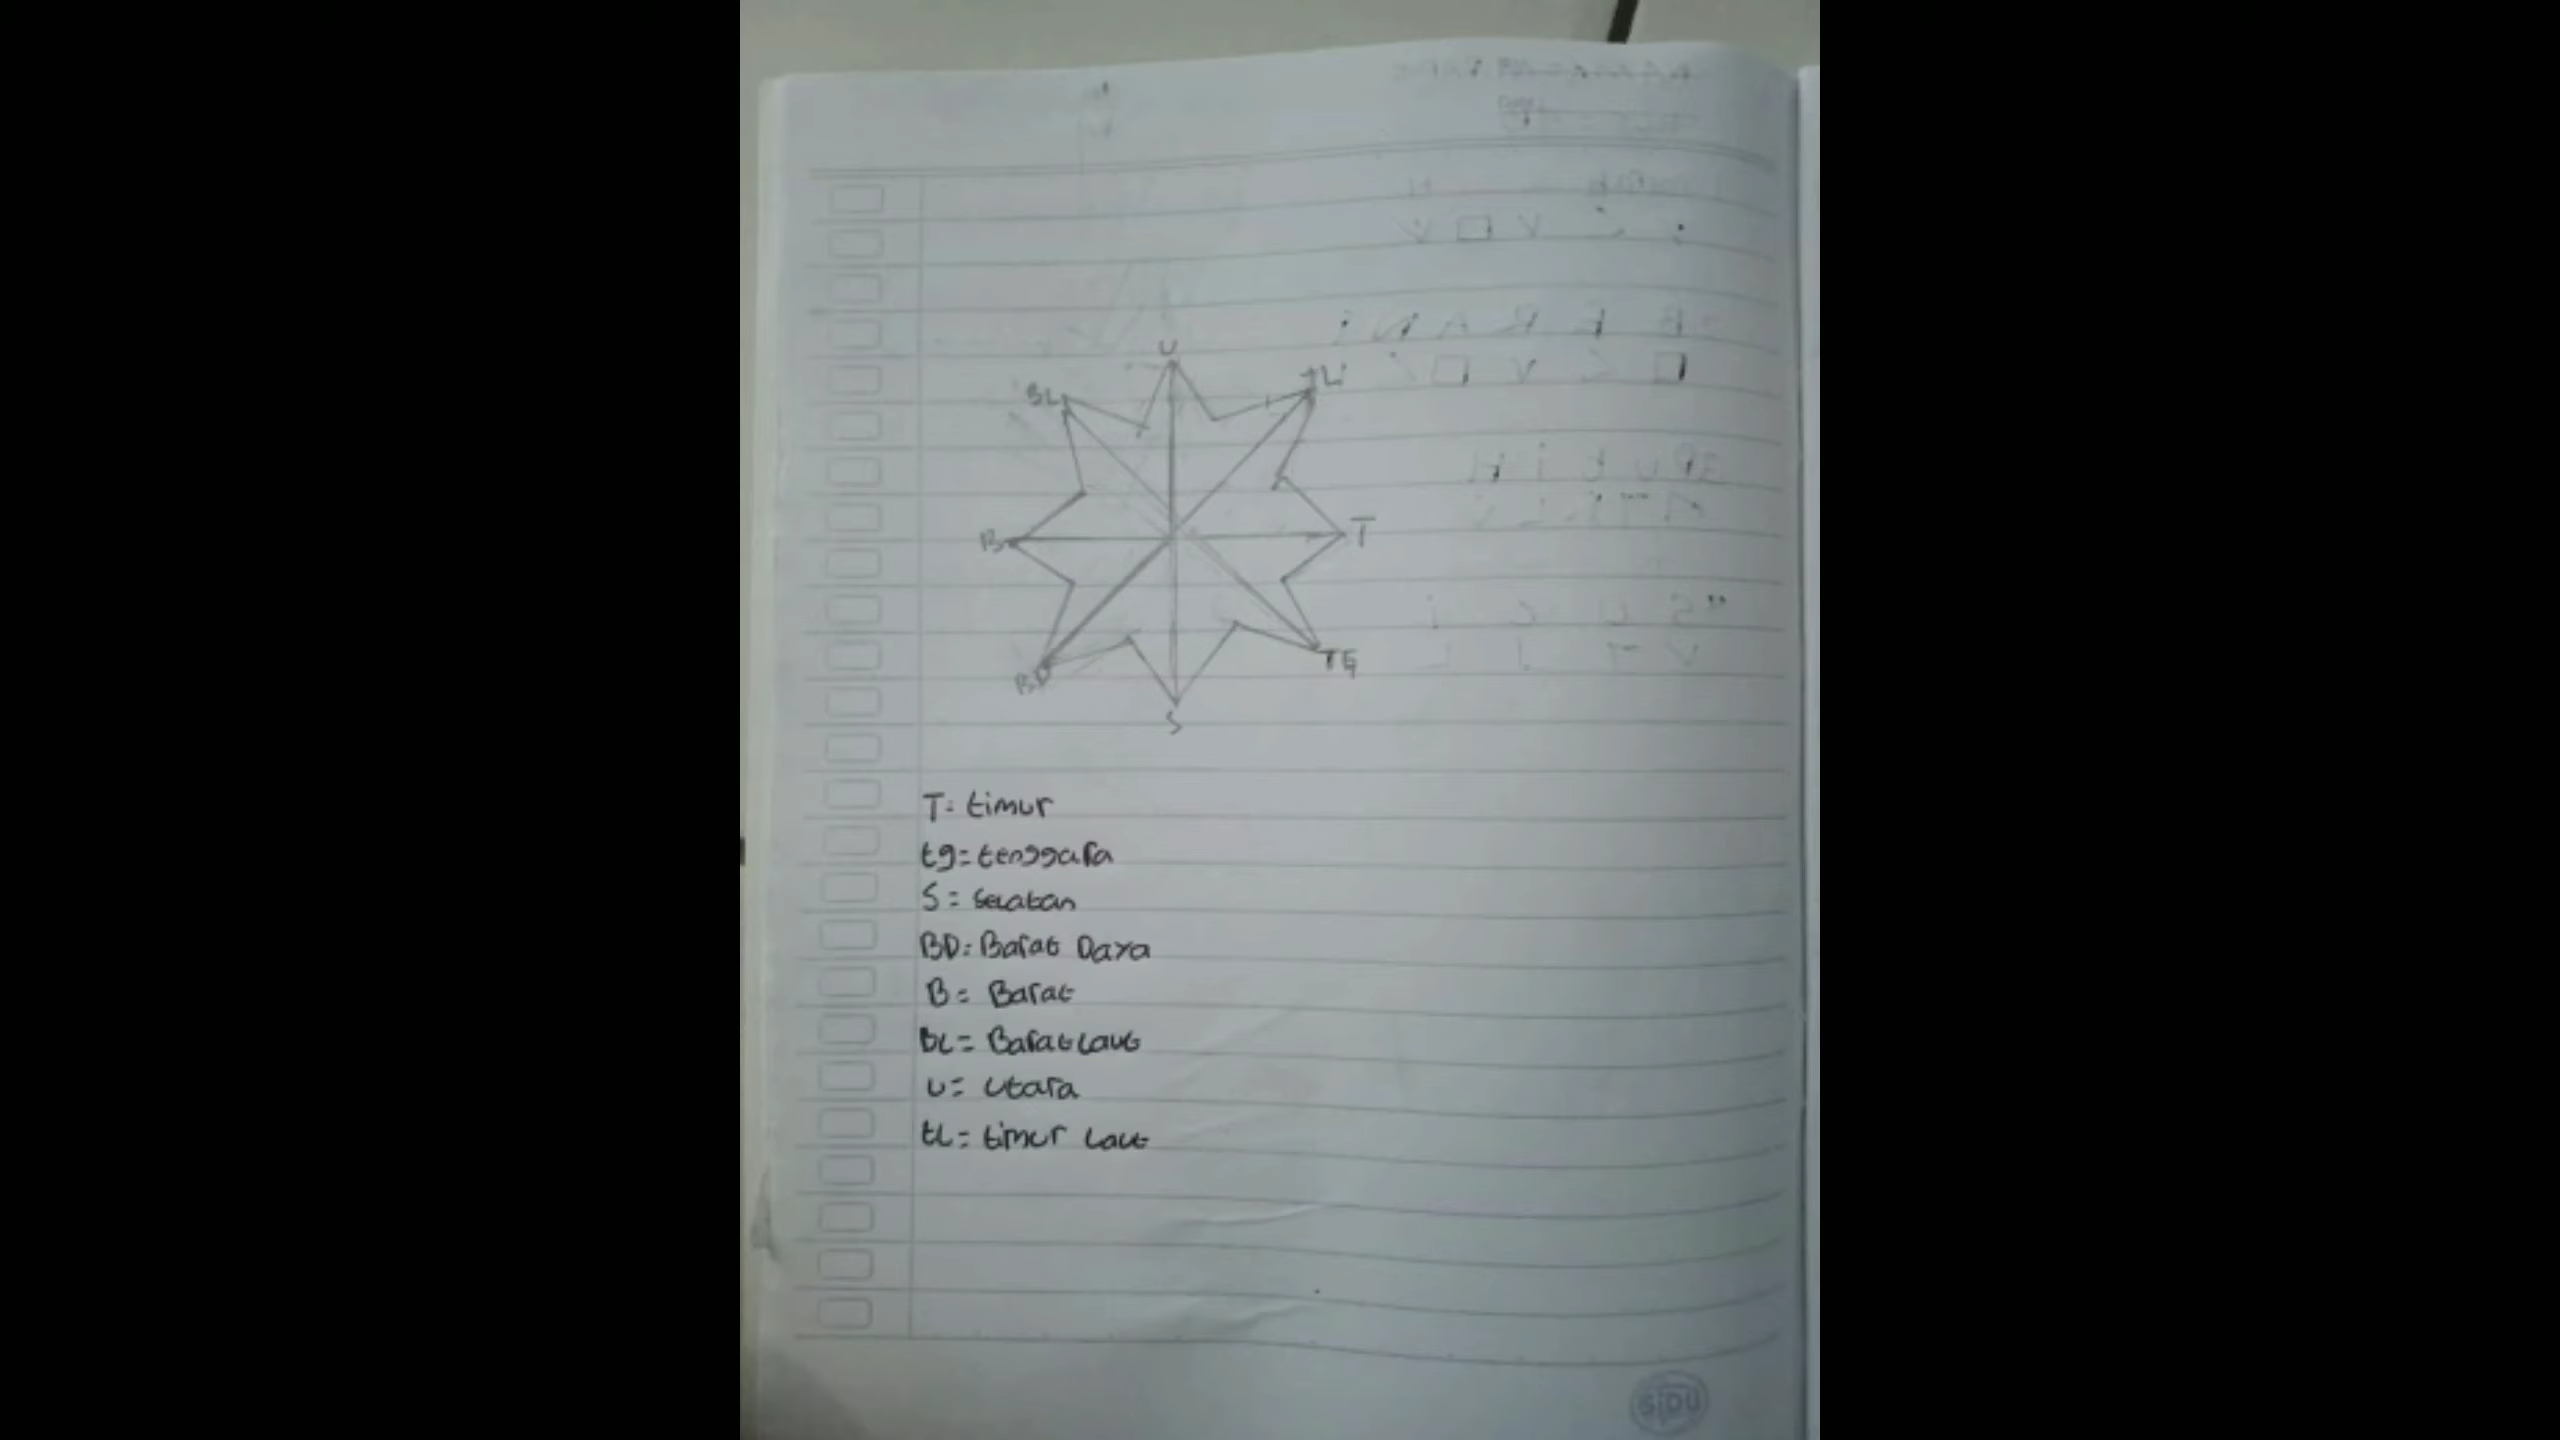 U
BL
TL
B
T
BD
TG
S
T= timur
tg= tenggara
S= selatan
BD= Barat Daya
B= Barat
BL= Barat Laut
U= Utara
tL= timur Laut
SiDU